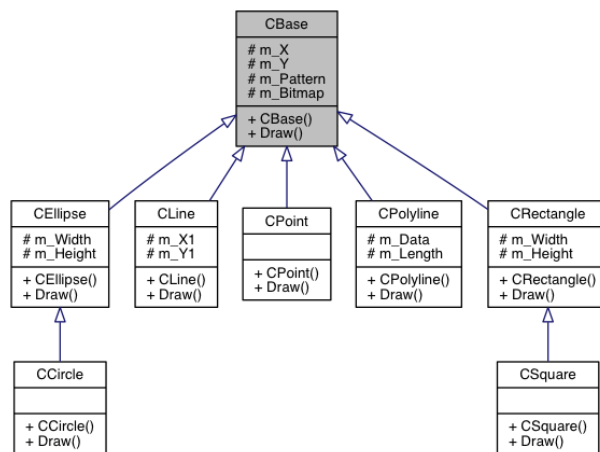 CBase
# m_X
# m_Y
# m_Pattern
# m_Bitmap
+ CBase()
+ Draw()
CEllipse
# m_Width
# m_Height
+ CEllipse()
+ Draw()
CLine
# m_X1
# m_Y1
+ CLine()
+ Draw()
CPoint
+ CPoint()
+ Draw()
CPolyline
# m_Data
# m_Length
+ CPolyline()
+ Draw()
CRectangle
# m_Width
# m_Height
+ CRectangle()
+ Draw()
CCircle
+ CCircle()
+ Draw()
CSquare
+ CSquare()
+ Draw()